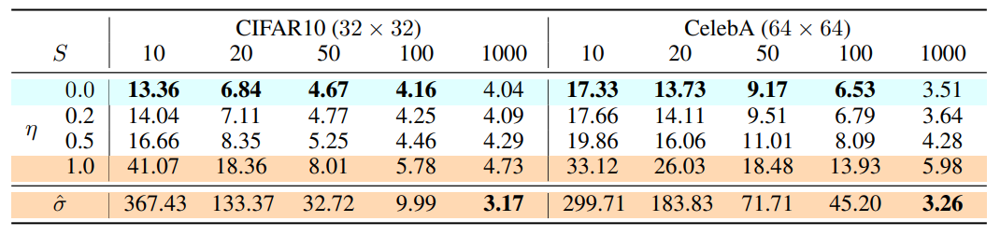 CIFAR10 (32 × 32) CelebA (64 × 64)
S 10 20 50 100 1000 10 20 50 100 1000
0.0 13.36 6.84 4.67 4.16 4.04 17.33 13.73 9.17 6.53 3.51
0.2 14.04 7.11 4.77 4.25 4.09 17.66 14.11 9.51 6.79 3.64
η 0.5 16.66 8.35 5.25 4.46 4.29 19.86 16.06 11.01 8.09 4.28
1.0 41.07 18.36 8.01 5.78 4.73 33.12 26.03 18.48 13.93 5.98
σ̂ 367.43 133.37 32.72 9.99 3.17 299.71 183.83 71.71 45.20 3.26